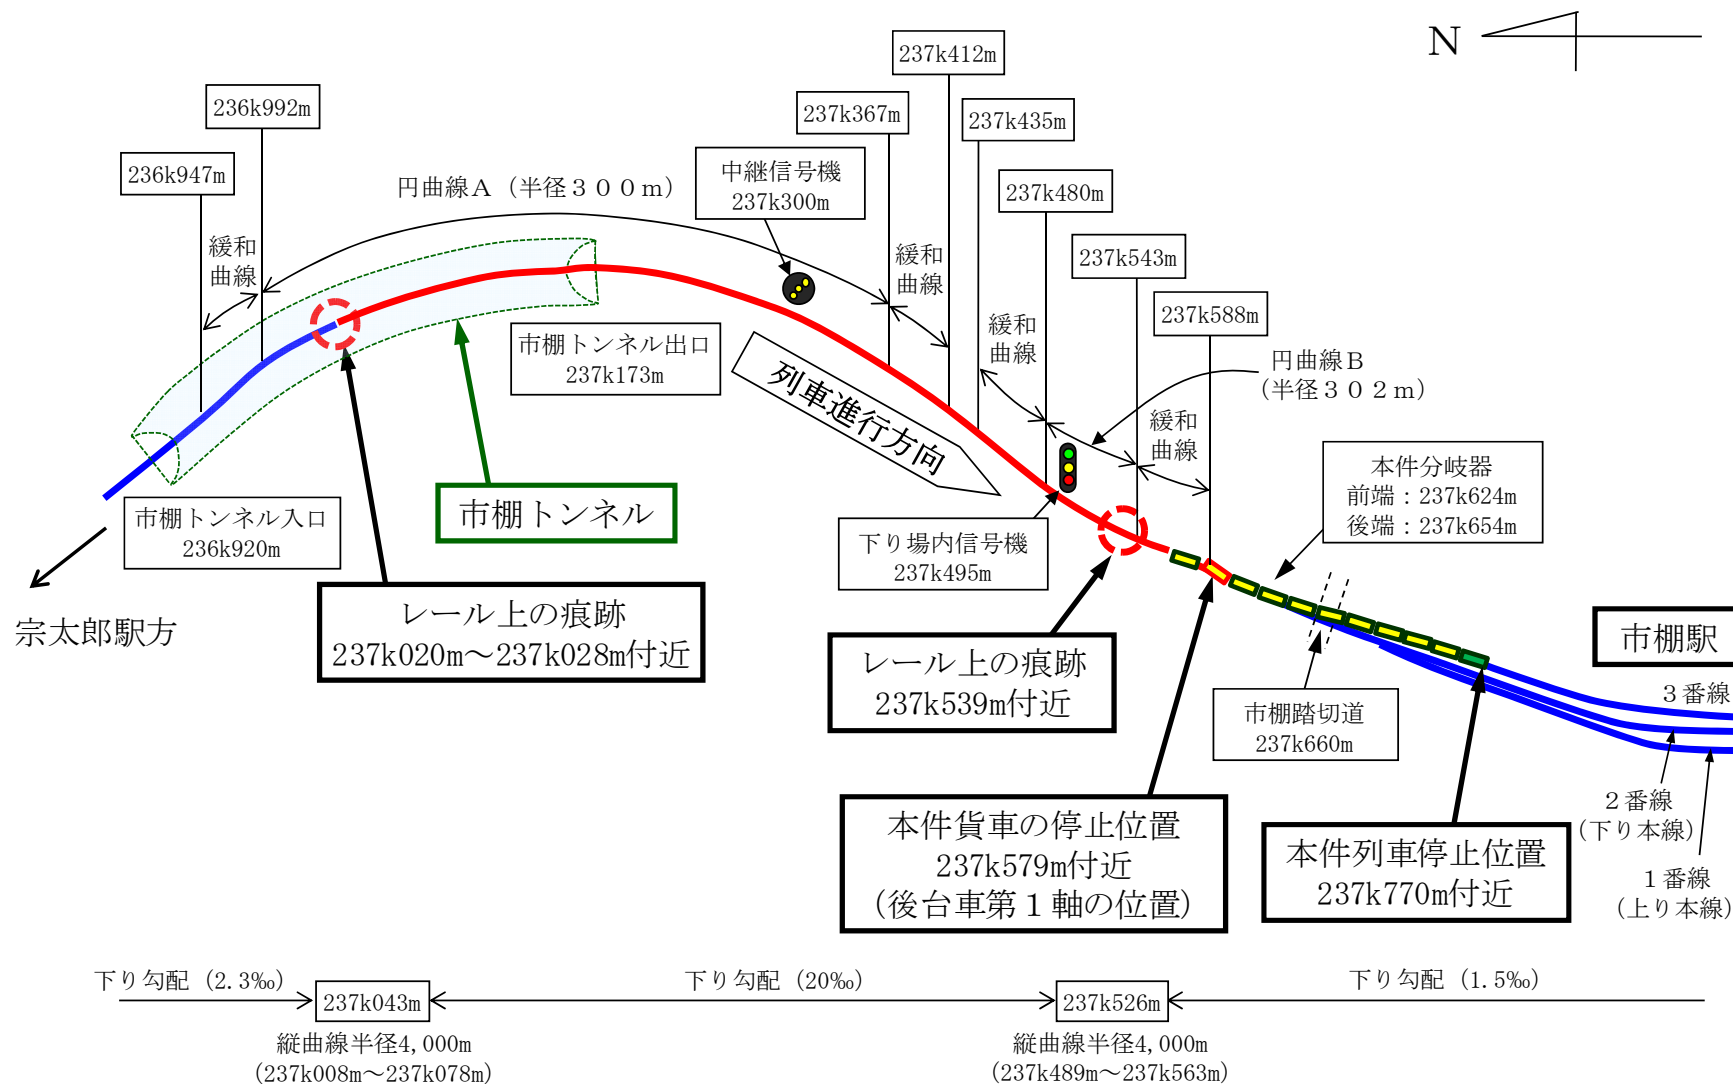 N
237k412m
236k992m
237k367m
237k435m
236k947m
円曲線A（半径３００ｍ）
中継信号機
237k300m
237k480m
緩和
曲線
緩和
曲線
237k543m
237k588m
緩和
曲線
円曲線B
（半径３０２ｍ）
市棚トンネル出口
237k173m
列車進行方向
緩和
曲線
本件分岐器
前端：237k624m
後端：237k654m
市棚トンネル入口
236k920m
市棚トンネル
下り場内信号機
237k495m
宗太郎駅方
レール上の痕跡
237k020m～237k028m付近
レール上の痕跡
237k539m付近
市棚駅
３番線
市棚踏切道
237k660m
２番線
（下り本線）
１番線
（上り本線）
本件貨車の停止位置
237k579m付近
（後台車第１軸の位置）
本件列車停止位置
237k770m付近
下り勾配（2.3‰）
下り勾配（20‰）
下り勾配（1.5‰）
237k043m
237k526m
縦曲線半径4,000m
（237k008m～237k078m）
縦曲線半径4,000m
（237k489m～237k563m）